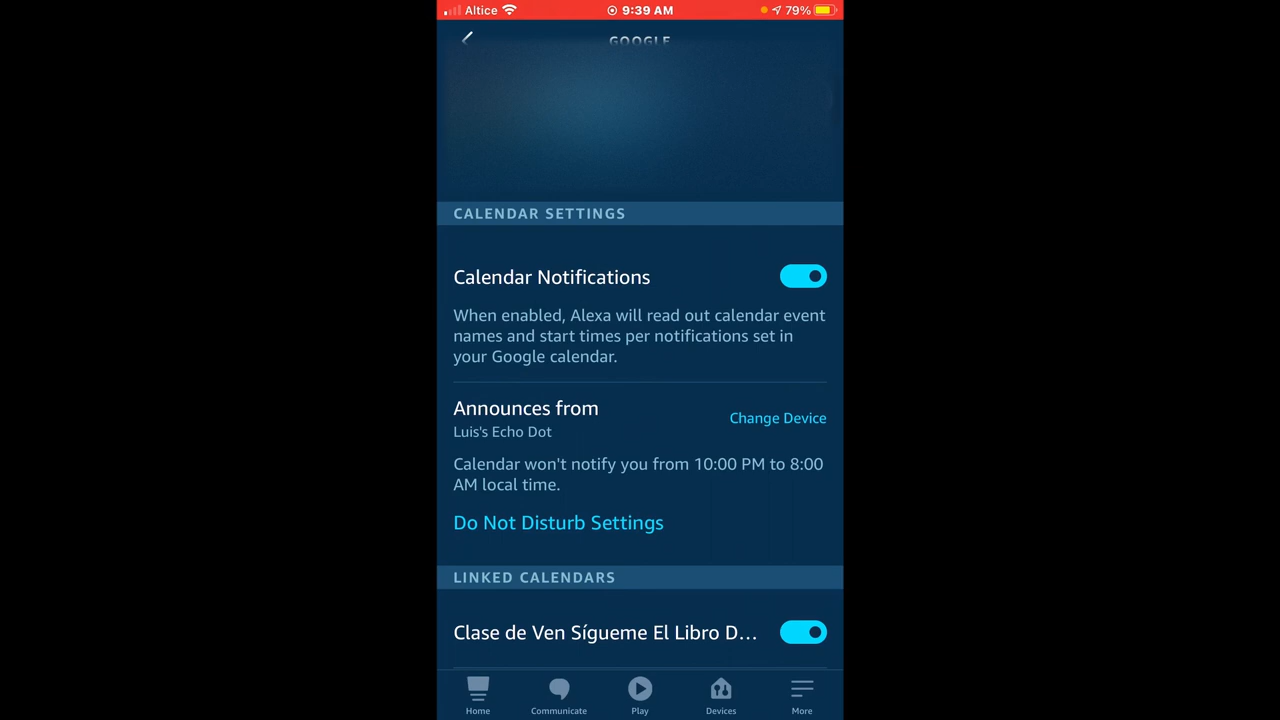 Altice 9:39 AM 79%
GOOGLE
CALENDAR SETTINGS
Calendar Notifications
When enabled, Alexa will read out calendar event
names and start times per notifications set in
your Google calendar.
Announces from
Change Device
Luis's Echo Dot
Calendar won't notify you from 10:00 PM to 8:00
AM local time.
Do Not Disturb Settings
LINKED CALENDARS
Clase de Ven Sígueme El Libro D...
Home Communicate Play Devices More